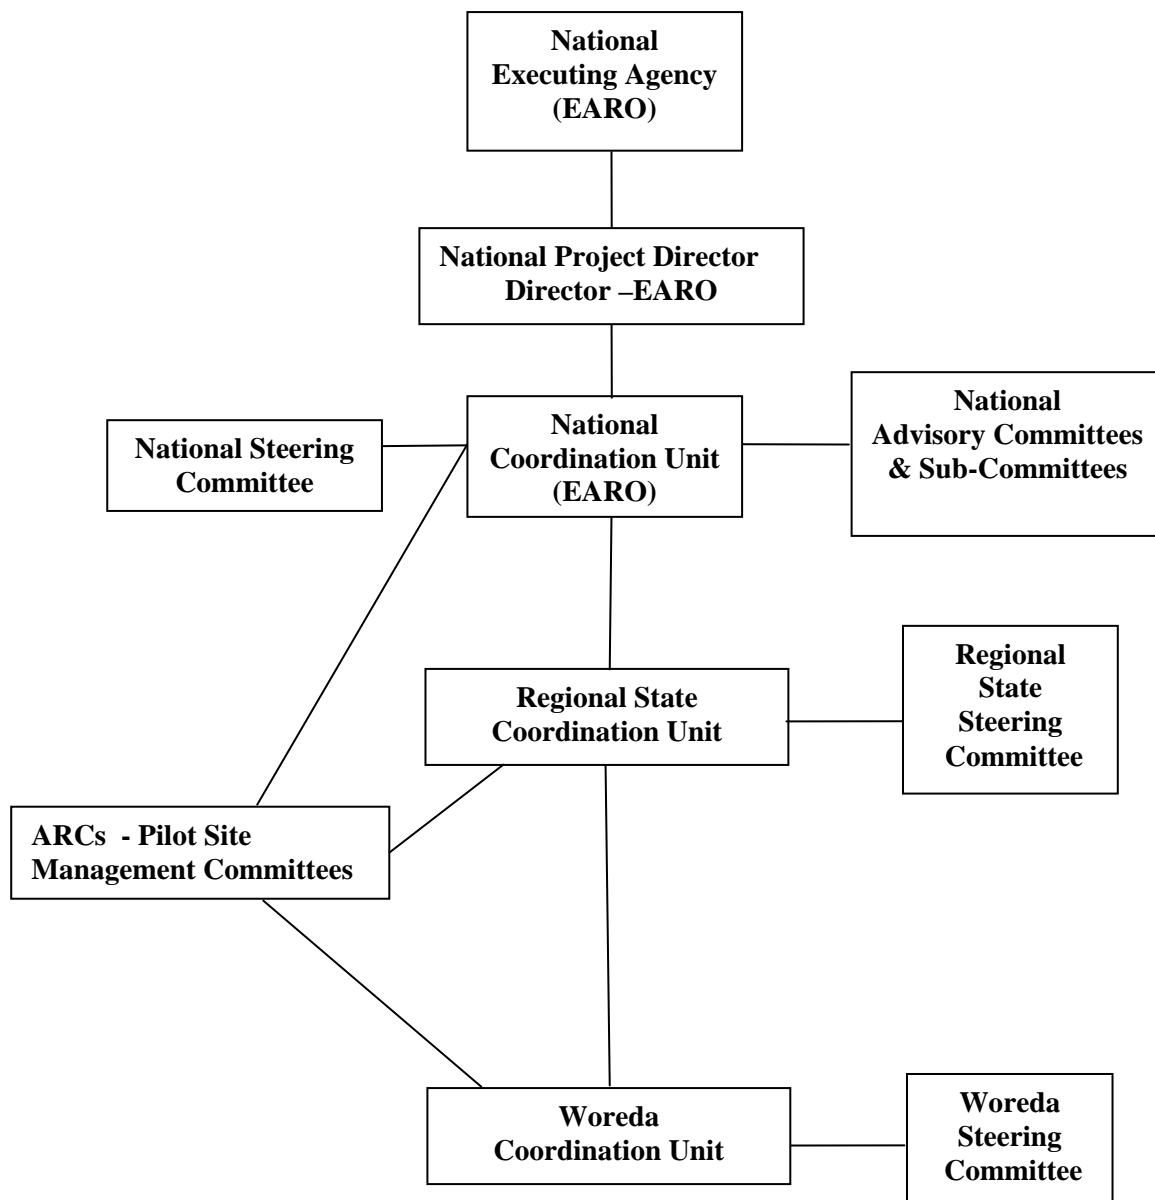 National
Executing Agency
(EARO)
National Project Director
Director –EARO
National Steering
Committee
National
Coordination Unit
(EARO)
National
Advisory Committees
& Sub-Committees
Regional State
Coordination Unit
Regional
State
Steering
Committee
ARCs - Pilot Site
Management Committees
Woreda
Coordination Unit
Woreda
Steering
Committee